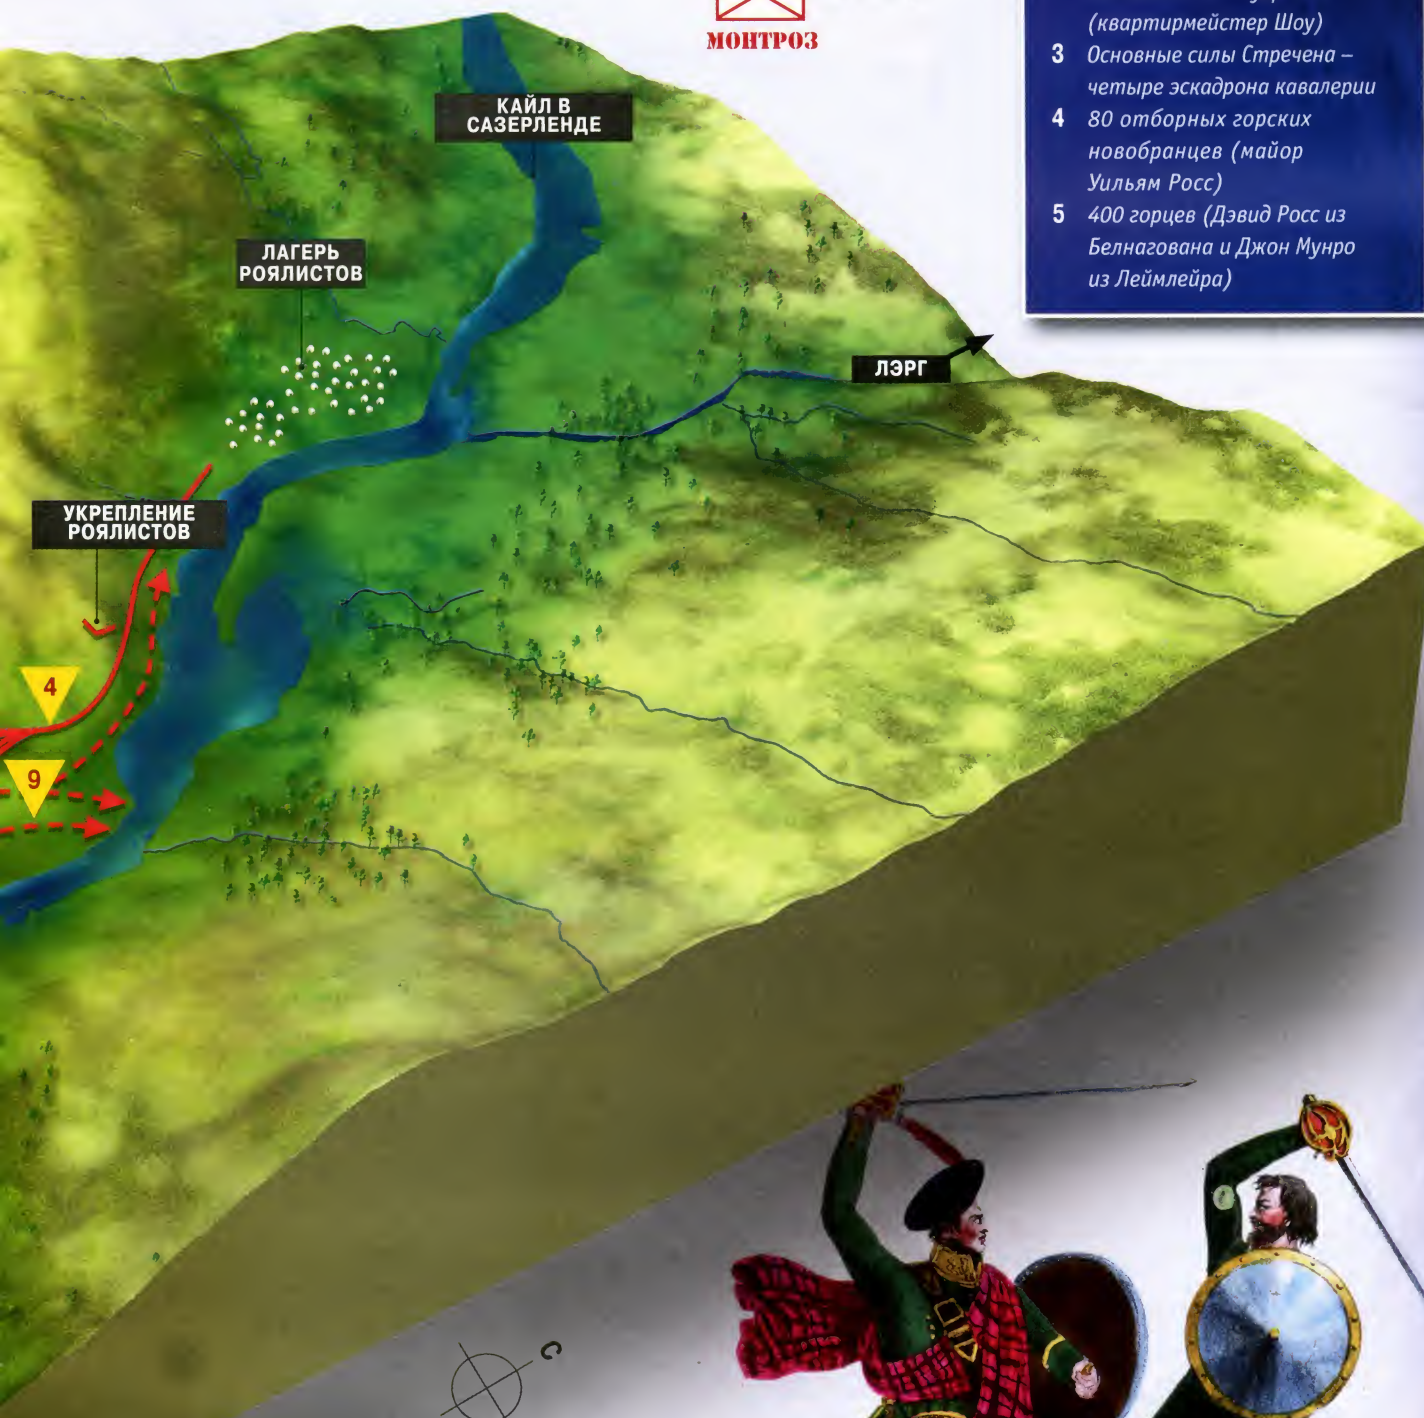 МОНТРОЗ
(квартирмейстер Шоу)
3 Основные силы Стречена –
четыре эскадрона кавалерии
4 80 отборных горских
новобранцев (майор
Уильям Росс)
5 400 горцев (Дэвид Росс из
Белнагована и Джон Мунро
из Леймлейра)
КАЙЛ В
САЗЕРЛЕНДЕ
ЛАГЕРЬ
РОЯЛИСТОВ
ЛЭРГ
УКРЕПЛЕНИЕ
РОЯЛИСТОВ
4
9
С